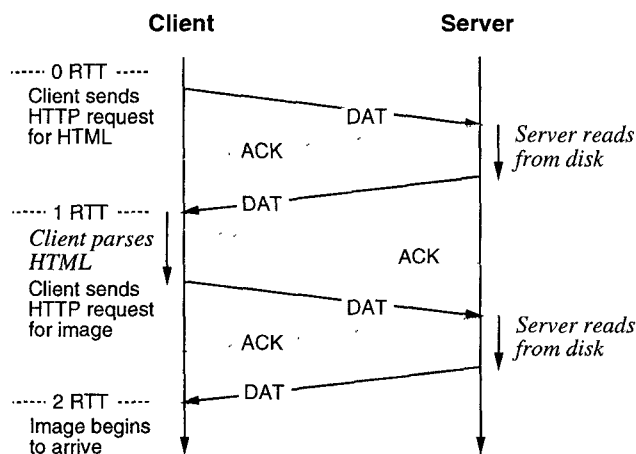 Client
Server
0 RTT
Client sends
HTTP request
for HTML
DAT
ACK
Server reads
from disk
DAT
1 RTT
Client parses
HTML
ACK
Client sends
HTTP request
for image
DAT
ACK
Server reads
from disk
DAT
2 RTT
Image begins
to arrive